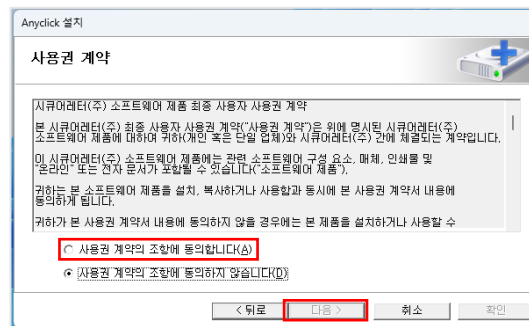 Anyclick 설치
사용권 계약
시큐어레터(주) 소프트웨어 제품 최종 사용자 사용권 계약
본 시큐어레터(주) 최종 사용자 사용권 계약("사용권 계약")은 위에 명시된 시큐어레터(주)
소프트웨어 제품에 대하여 귀하(개인 혹은 단일 업체)와 시큐어레터(주) 간에 체결되는 계약입니다.
이 시큐어레터(주) 소프트웨어 제품에는 관련 소프트웨어 구성 요소, 매체, 인쇄물 및
"온라인" 또는 전자 문서가 포함될 수 있습니다("소프트웨어 제품").
귀하는 본 소프트웨어 제품을 설치, 복사하거나 사용함과 동시에 본 사용권 계약서 내용에
동의하게 됩니다.
귀하가 본 계약서 내용에 동의하지 않을 경우에는 본 제품을 설치하거나 사용할 수
사용권 계약의 조항에 동의합니다(A)
사용권 계약의 조항에 동의하지 않습니다(D)
< 뒤로 다음 > 취소 확인